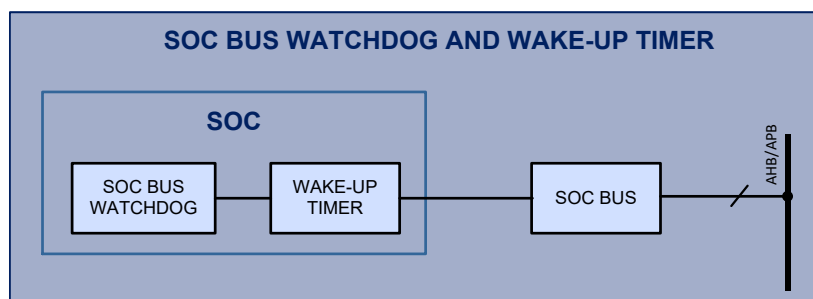 SOC BUS WATCHDOG AND WAKE-UP TIMER
SOC
SOC BUS
WATCHDOG
WAKE-UP
TIMER
SOC BUS
AHB/APB